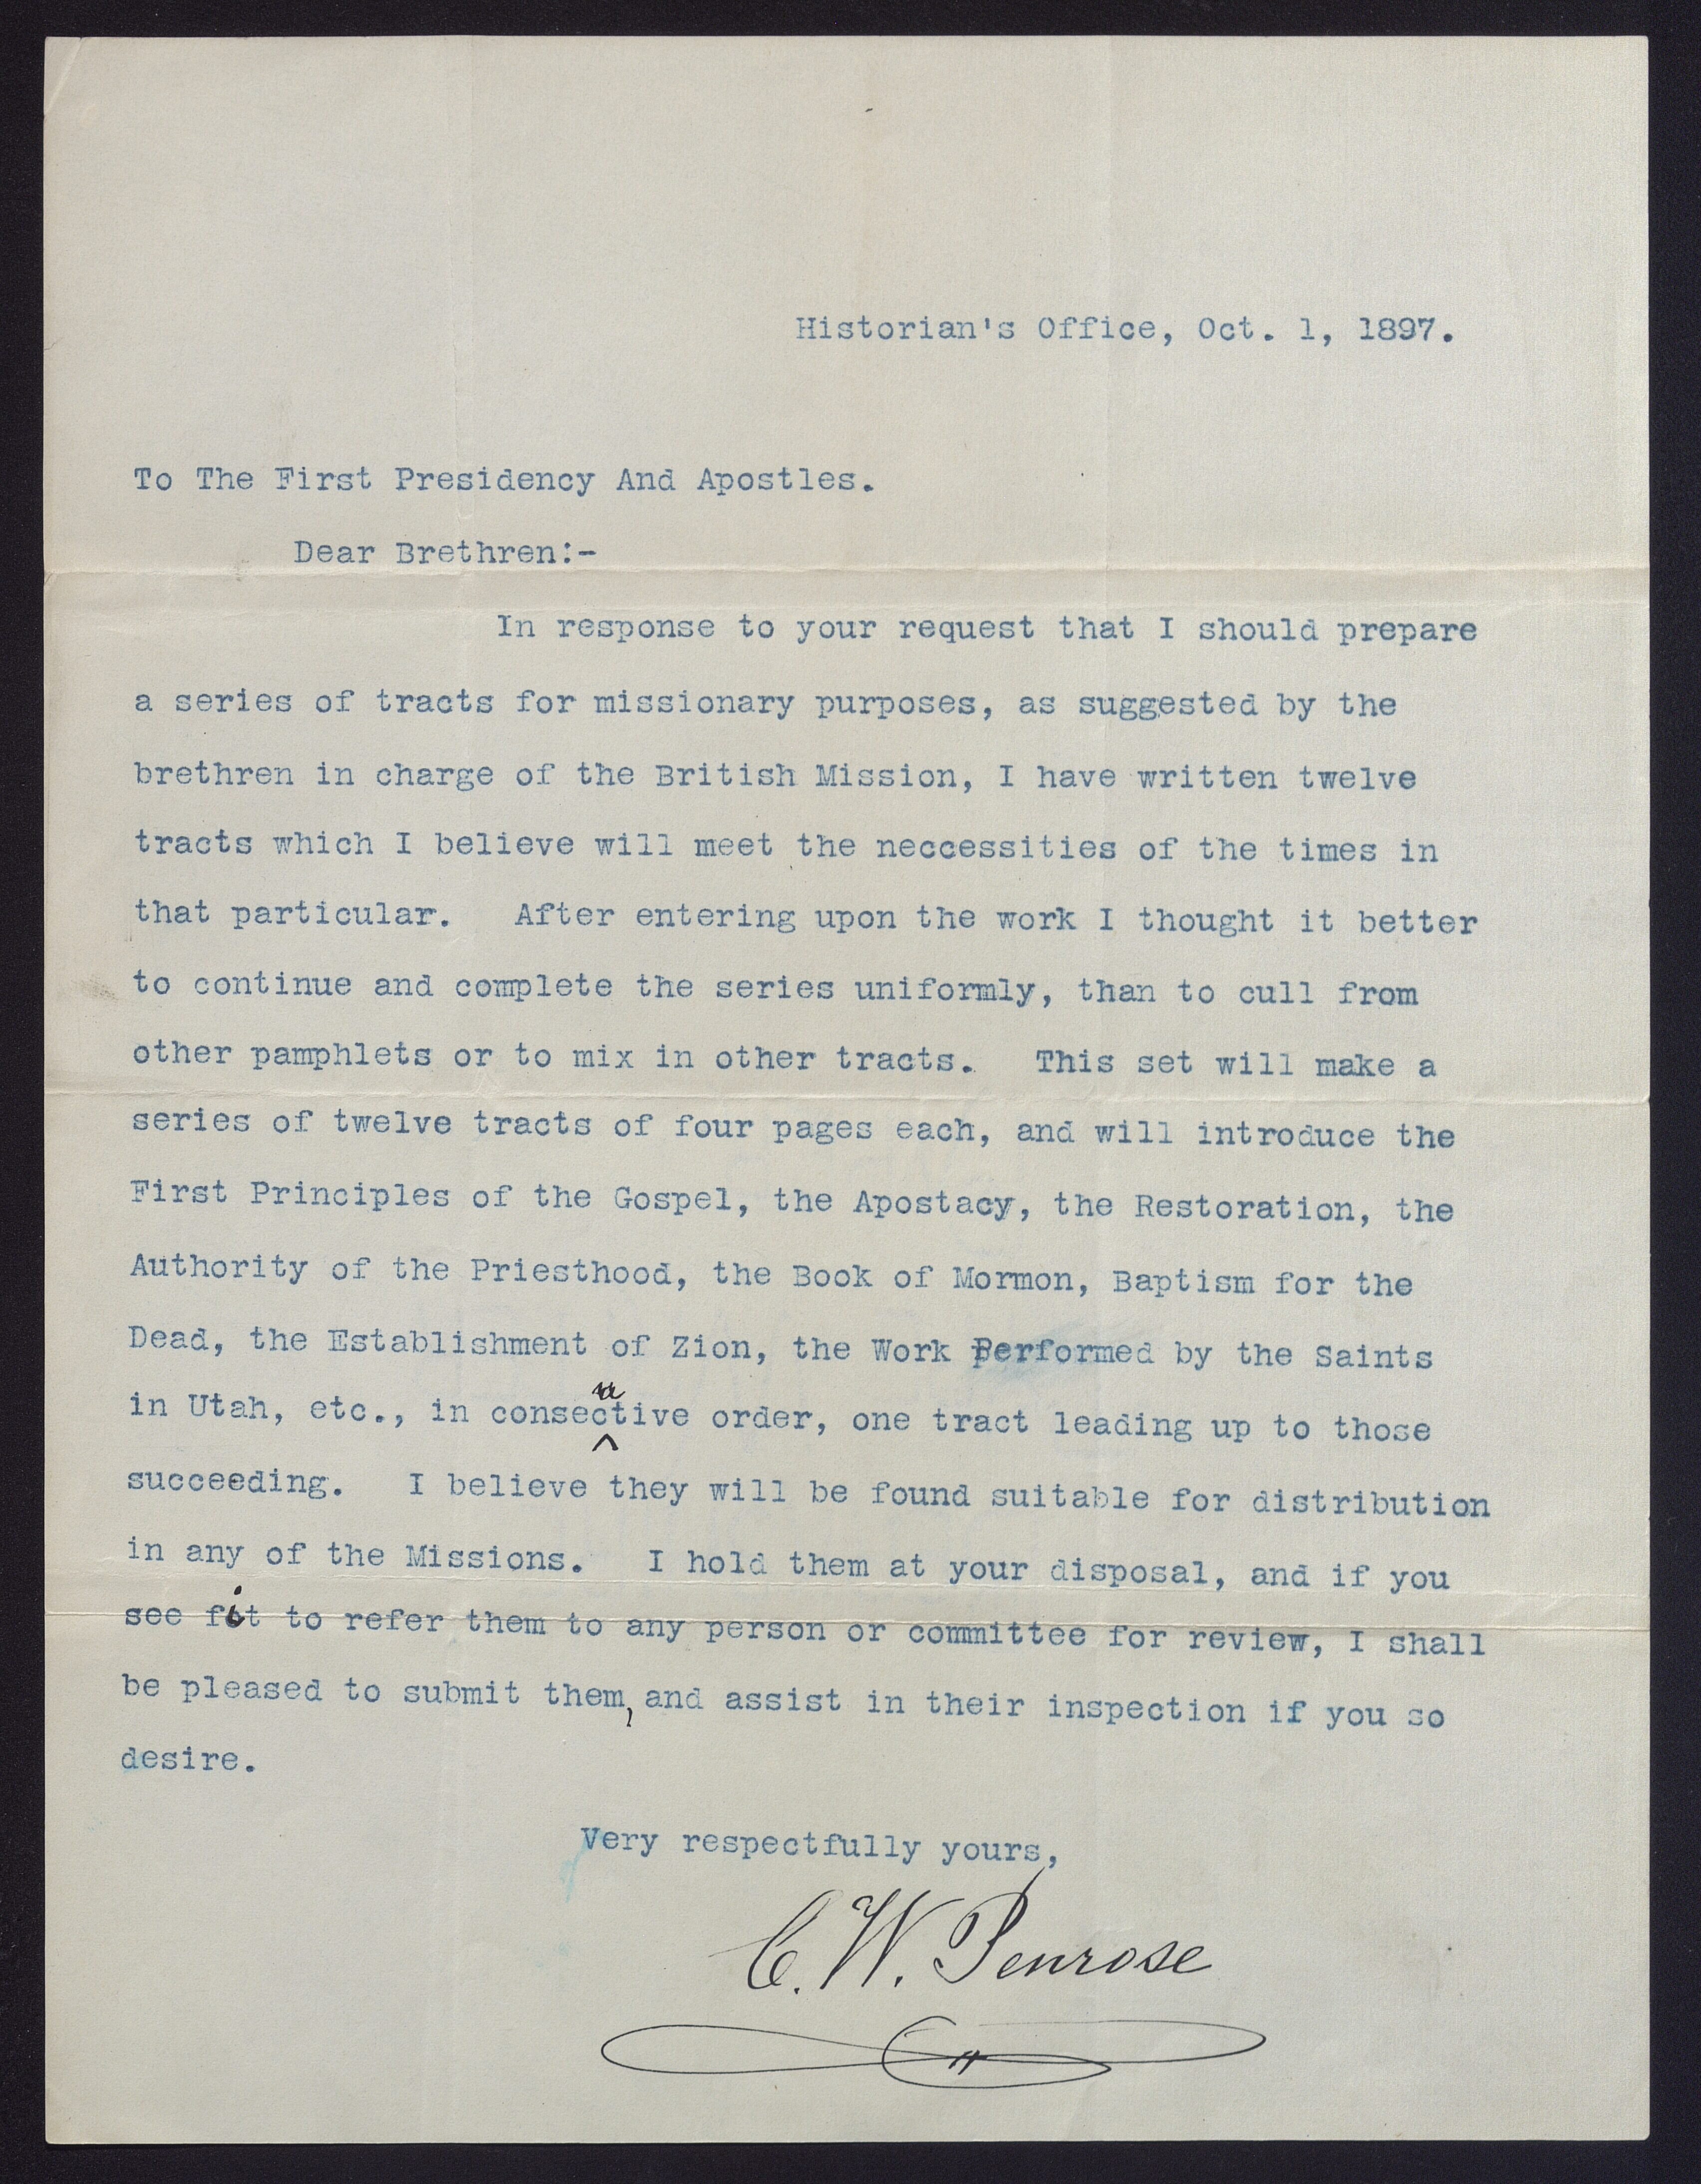 Historian's Office, Oct. 1, 1897.
To The First Presidency And Apostles.
Dear Brethren:-
In response to your request that I should prepare
a series of tracts for missionary purposes, as suggested by the
brethren in charge of the British Mission, I have written twelve
tracts which I believe will meet the neccessities of the times in
that particular. After entering upon the work I thought it better
to continue and complete the series uniformly, than to cull from
other pamphlets or to mix in other tracts. This set will make a
series of twelve tracts of four pages each, and will introduce the
First Principles of the Gospel, the Apostacy, the Restoration, the
Authority of the Priesthood, the Book of Mormon, Baptism for the
Dead, the Establishment of Zion, the Work Performed by the Saints
in Utah, etc., in consecutive order, one tract leading up to those
succeeding. I believe they will be found suitable for distribution
in any of the Missions. I hold them at your disposal, and if you
see fit to refer them to any person or committee for review, I shall
be pleased to submit them, and assist in their inspection if you so
desire.
Very respectfully yours,
C. W. Penrose